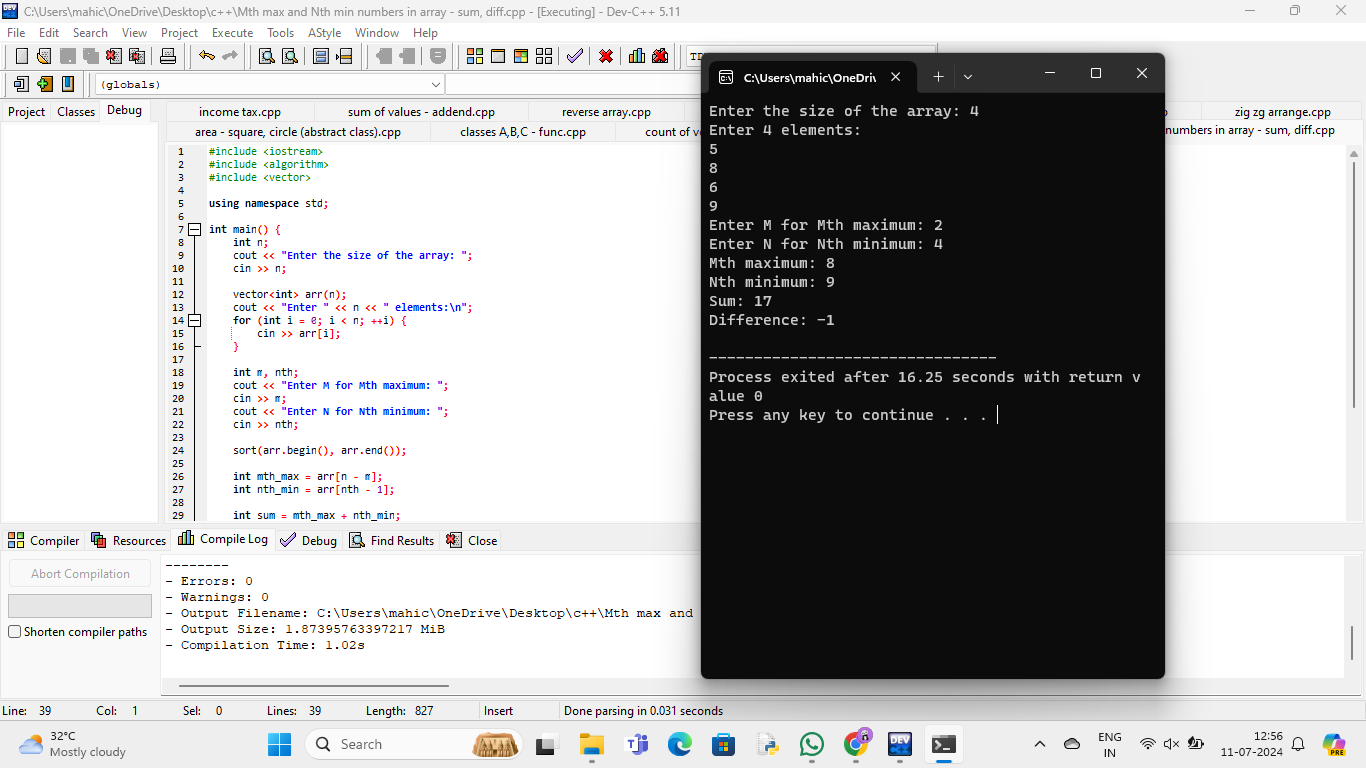 C:\Users\mahic\OneDrive\Desktop\c++\Mth max and Nth min numbers in array - sum, diff.cpp - [Executing] - Dev-C++ 5.11
File Edit Search View Project Execute Tools AStyle Window Help
(globals)
Project Classes Debug
income tax.cpp sum of values - addend.cpp reverse array.cpp zig zg arrange.cpp
area - square, circle (abstract class).cpp classes A,B,C - func.cpp count of numbers in array - sum, diff.cpp
1 #include <iostream>
2 #include <algorithm>
3 #include <vector>
4
5 using namespace std;
6
7 int main() {
8 int n;
9 cout << "Enter the size of the array: ";
10 cin >> n;
11
12 vector<int> arr(n);
13 cout << "Enter " << n << " elements:\n";
14 for (int i = 0; i < n; ++i) {
15 cin >> arr[i];
16 }
17
18 int m, nth;
19 cout << "Enter M for Mth maximum: ";
20 cin >> m;
21 cout << "Enter N for Nth minimum: ";
22 cin >> nth;
23
24 sort(arr.begin(), arr.end());
25
26 int mth_max = arr[n - m];
27 int nth_min = arr[nth - 1];
28
29 int sum = mth_max + nth_min;
C:\Users\mahic\OneDri
Enter the size of the array: 4
Enter 4 elements:
5
8
6
9
Enter M for Mth maximum: 2
Enter N for Nth minimum: 4
Mth maximum: 8
Nth minimum: 9
Sum: 17
Difference: -1
--------------------------------
Process exited after 16.25 seconds with return v
alue 0
Press any key to continue . . .
Compiler Resources Compile Log Debug Find Results Close
Abort Compilation
Shorten compiler paths
--------
- Errors: 0
- Warnings: 0
- Output Filename: C:\Users\mahic\OneDrive\Desktop\c++\Mth max and
- Output Size: 1.87395763397217 MiB
- Compilation Time: 1.02s
Line: 39 Col: 1 Sel: 0 Lines: 39 Length: 827 Insert Done parsing in 0.031 seconds
32°C
Mostly cloudy
Search
DEV
PRE
ENG
IN
12:56
11-07-2024